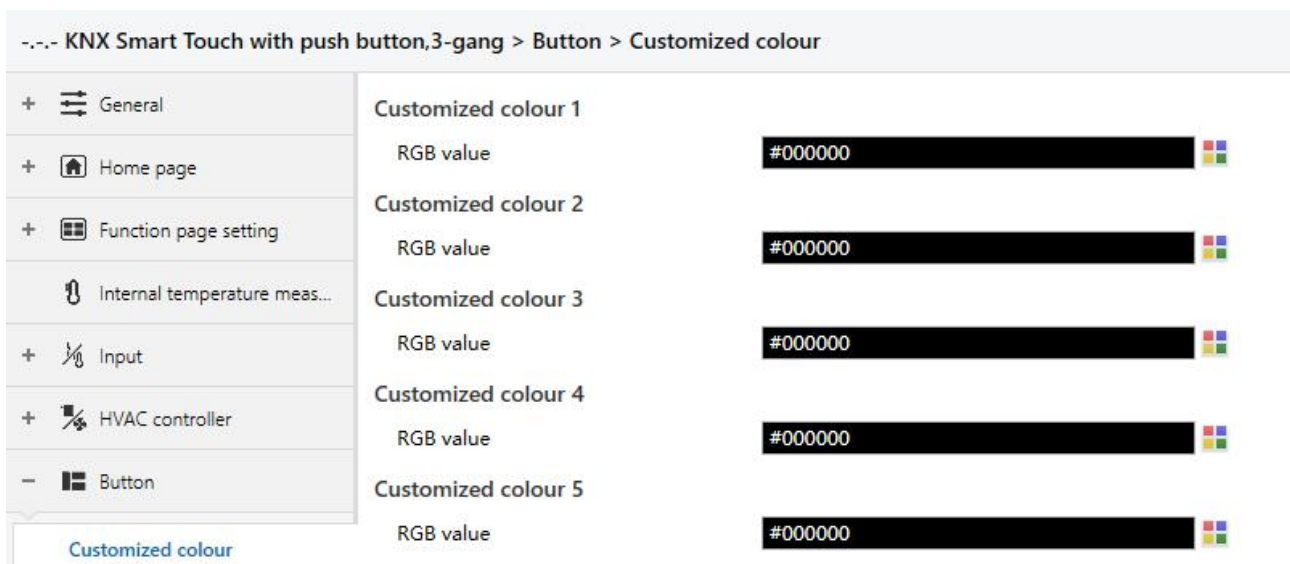 -.-.- KNX Smart Touch with push button,3-gang > Button > Customized colour
+ General
+ Home page
+ Function page setting
Internal temperature meas...
+ Input
+ HVAC controller
− Button
Customized colour
Customized colour 1
RGB value #000000
Customized colour 2
RGB value #000000
Customized colour 3
RGB value #000000
Customized colour 4
RGB value #000000
Customized colour 5
RGB value #000000